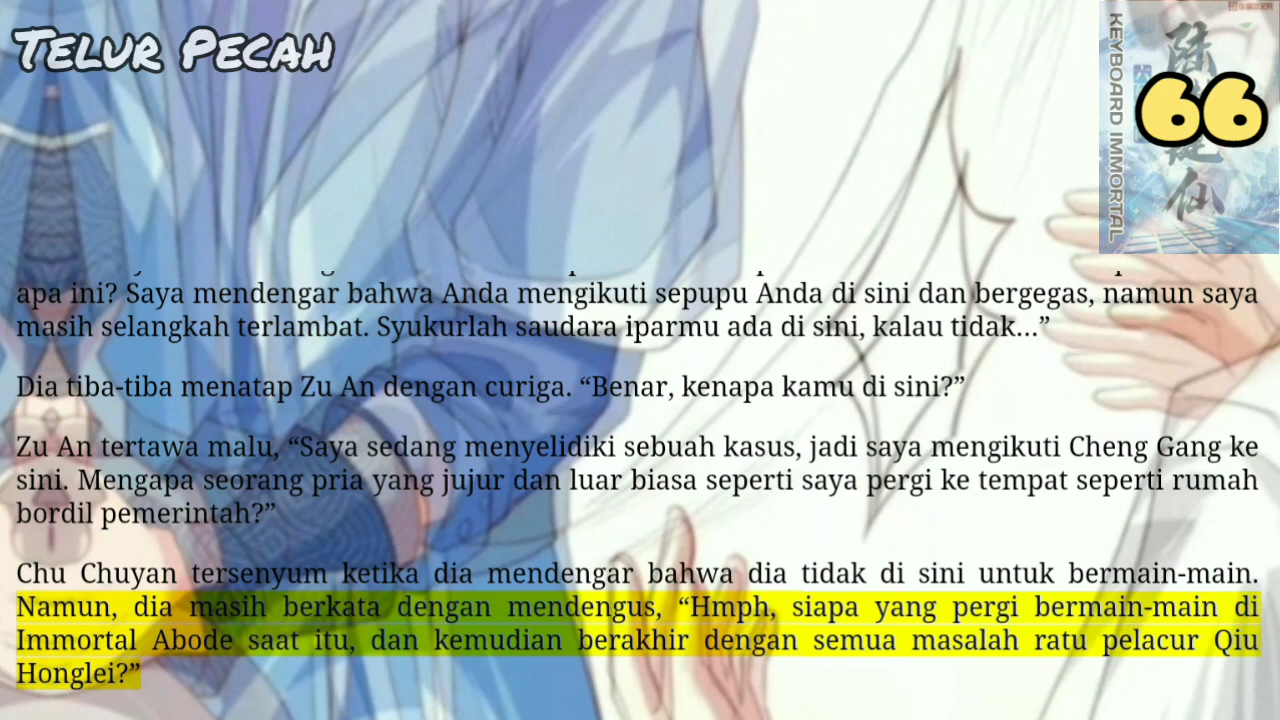 TELUR PECAH
KEYBOARD IMMORTAL
66
apa ini? Saya mendengar bahwa Anda mengikuti sepupu Anda di sini dan bergegas, namun saya
masih selangkah terlambat. Syukurlah saudara iparmu ada di sini, kalau tidak...”
Dia tiba-tiba menatap Zu An dengan curiga. “Benar, kenapa kamu di sini?”
Zu An tertawa malu, “Saya sedang menyelidiki sebuah kasus, jadi saya mengikuti Cheng Gang ke
sini. Mengapa seorang pria yang jujur dan luar biasa seperti saya pergi ke tempat seperti rumah
bordil pemerintah?”
Chu Chuyan tersenyum ketika dia mendengar bahwa dia tidak di sini untuk bermain-main.
Namun, dia masih berkata dengan mendengus, “Hmph, siapa yang pergi bermain-main di
Immortal Abode saat itu, dan kemudian berakhir dengan semua masalah ratu pelacur Qiu
Honglei?”